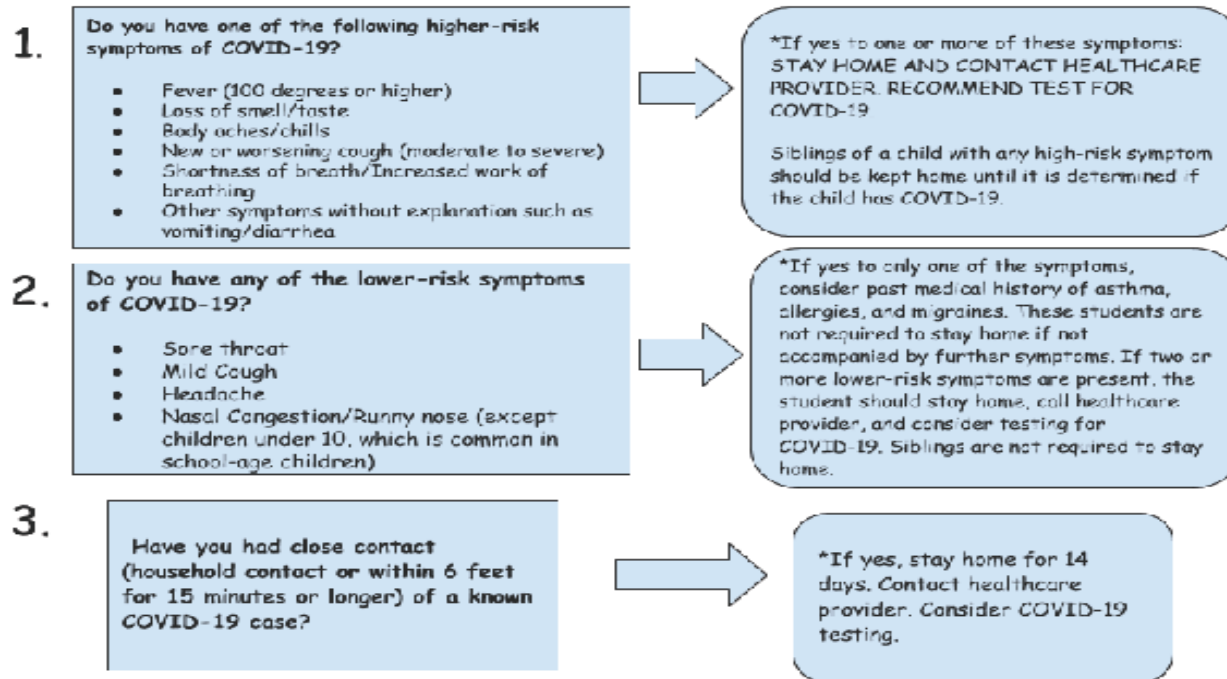 1.
Do you have one of the following higher-risk
symptoms of COVID-19?
● Fever (100 degrees or higher)
● Loss of smell/taste
● Body aches/chills
● New or worsening cough (moderate to severe)
● Shortness of breath/Increased work of
breathing
● Other symptoms without explanation such as
vomiting/diarrhea
*If yes to one or more of these symptoms:
STAY HOME AND CONTACT HEALTHCARE
PROVIDER. RECOMMEND TEST FOR
COVID-19
Siblings of a child with any high-risk symptom
should be kept home until it is determined if
the child has COVID-19.
2.
Do you have any of the lower-risk symptoms
of COVID-19?
● Sore throat
● Mild Cough
● Headache
● Nasal Congestion/Runny nose (except
children under 10, which is common in
school-age children)
*If yes to only one of the symptoms,
consider past medical history of asthma,
allergies, and migraines. These students are
not required to stay home if not
accompanied by further symptoms. If two or
more lower-risk symptoms are present, the
student should stay home, call healthcare
provider, and consider testing for
COVID-19. Siblings are not required to stay
home.
3.
Have you had close contact
(household contact or within 6 feet
for 15 minutes or longer) of a known
COVID-19 case?
*If yes, stay home for 14
days. Contact healthcare
provider. Consider COVID-19
testing.